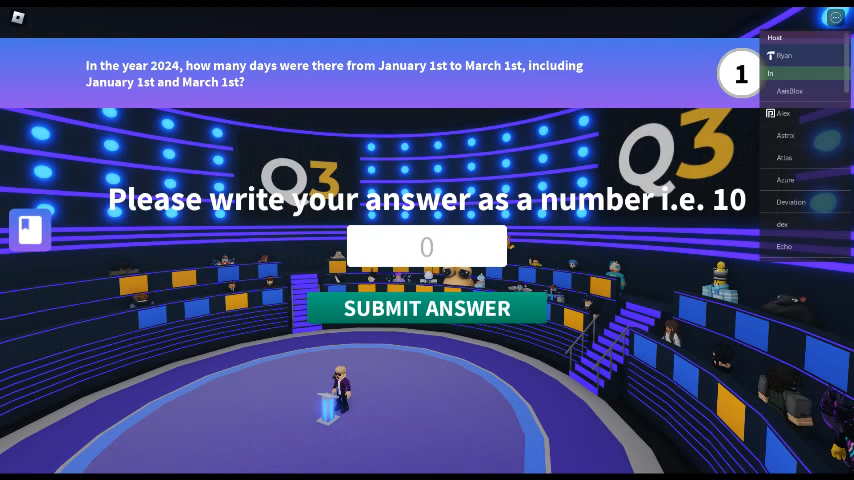 In the year 2024, how many days were there from January 1st to March 1st, including
January 1st and March 1st?
1
Host
Ryan
In
AaisBlox
Alex
Astrix
Atlas
Azure
Deviation
dex
Echo
Q3
Q3
Please write your answer as a number i.e. 10
0
SUBMIT ANSWER